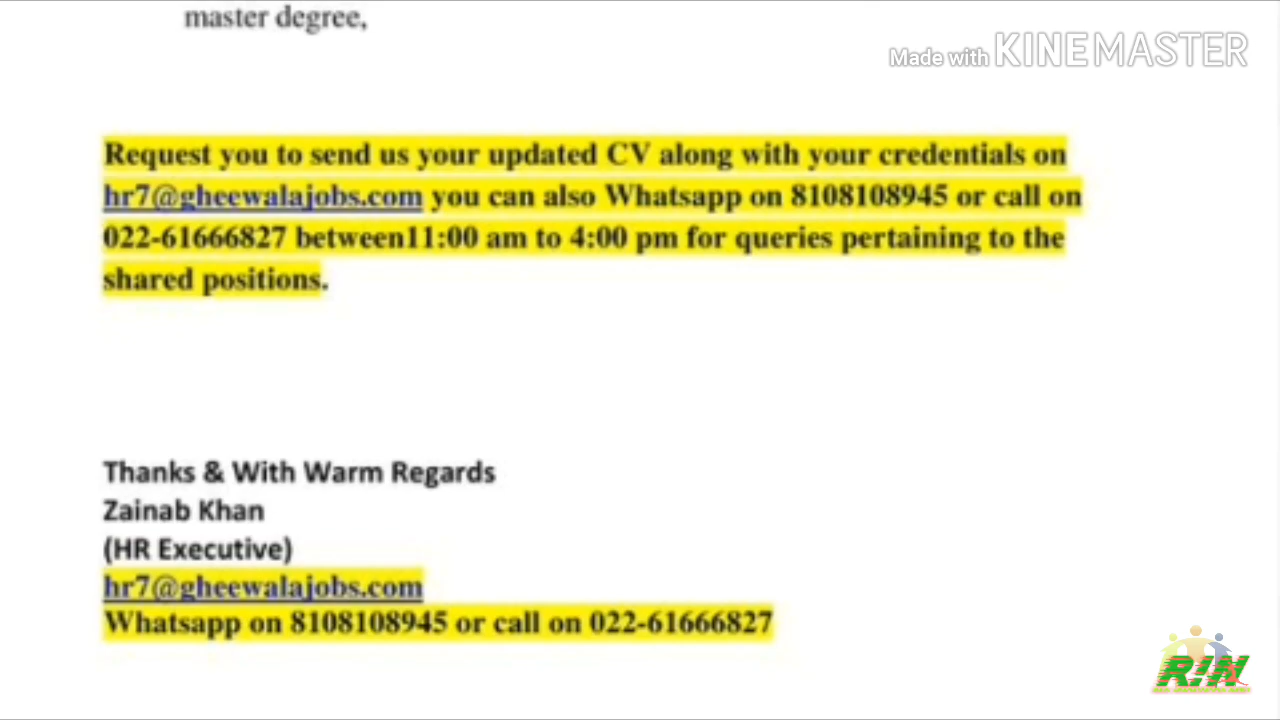 master degree,
Made with KINEMASTER
Request you to send us your updated CV along with your credentials on
hr7@gheewalajobs.com you can also Whatsapp on 8108108945 or call on
022-61666827 between11:00 am to 4:00 pm for queries pertaining to the
shared positions.
Thanks & With Warm Regards
Zainab Khan
(HR Executive)
hr7@gheewalajobs.com
Whatsapp on 8108108945 or call on 022-61666827
R!N